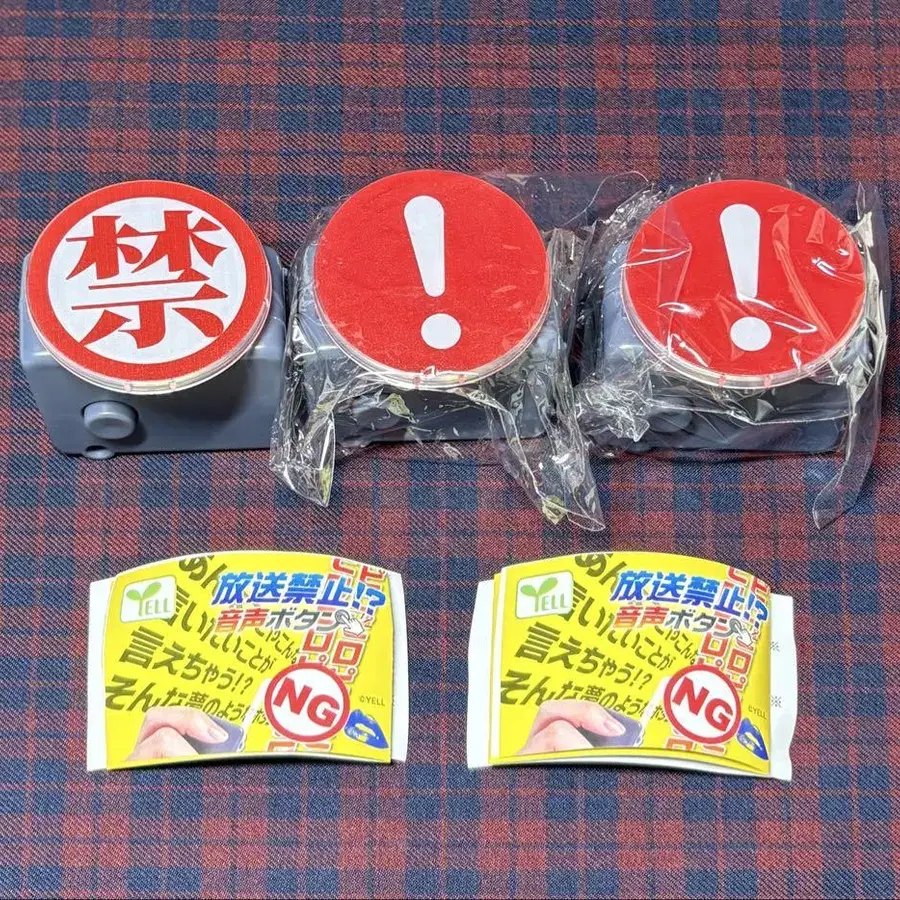 禁
!
!
YELL
放送禁止!?
音声ボタン
言いたいことが
言えちゃう!?
そんな夢のような
NG
©YELL
YELL
放送禁止!?
音声ボタン
言いたいことが
言えちゃう!?
そんな夢のような
NG
©YELL